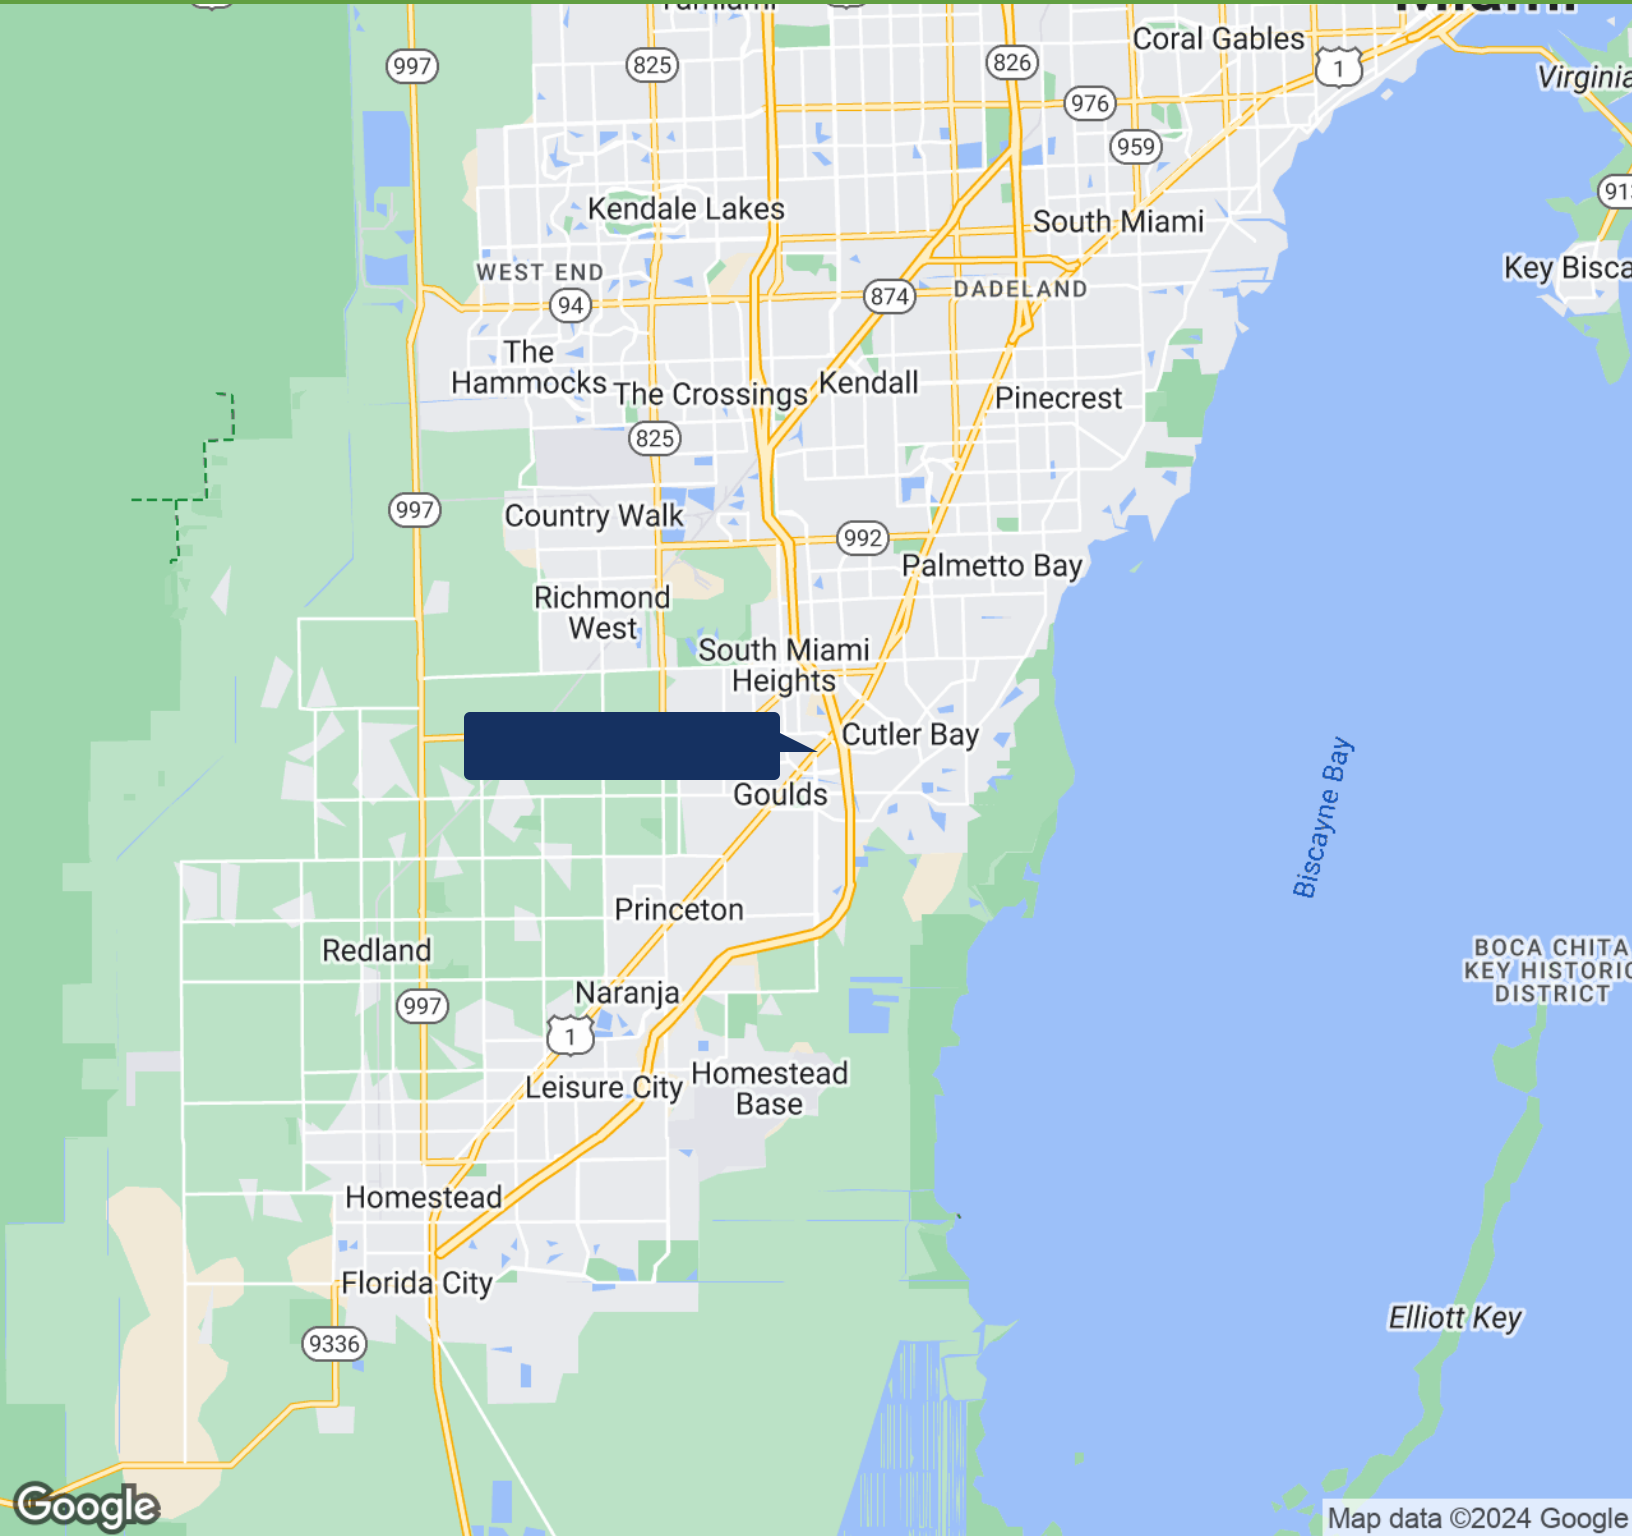 Tamiami
Miami
Coral Gables
1
997
825
826
Virginia
976
959
913
Kendale Lakes
South Miami
WEST END
Key Bisca
94
874
DADELAND
The
Hammocks
The Crossings
Kendall
Pinecrest
825
997
Country Walk
992
Palmetto Bay
Richmond
West
South Miami
Heights
Cutler Bay
Goulds
Biscayne Bay
Princeton
Redland
BOCA CHITA
KEY HISTORIC
DISTRICT
Naranja
997
1
Leisure City
Homestead
Base
Homestead
Florida City
Elliott Key
9336
Google
Map data ©2024 Google